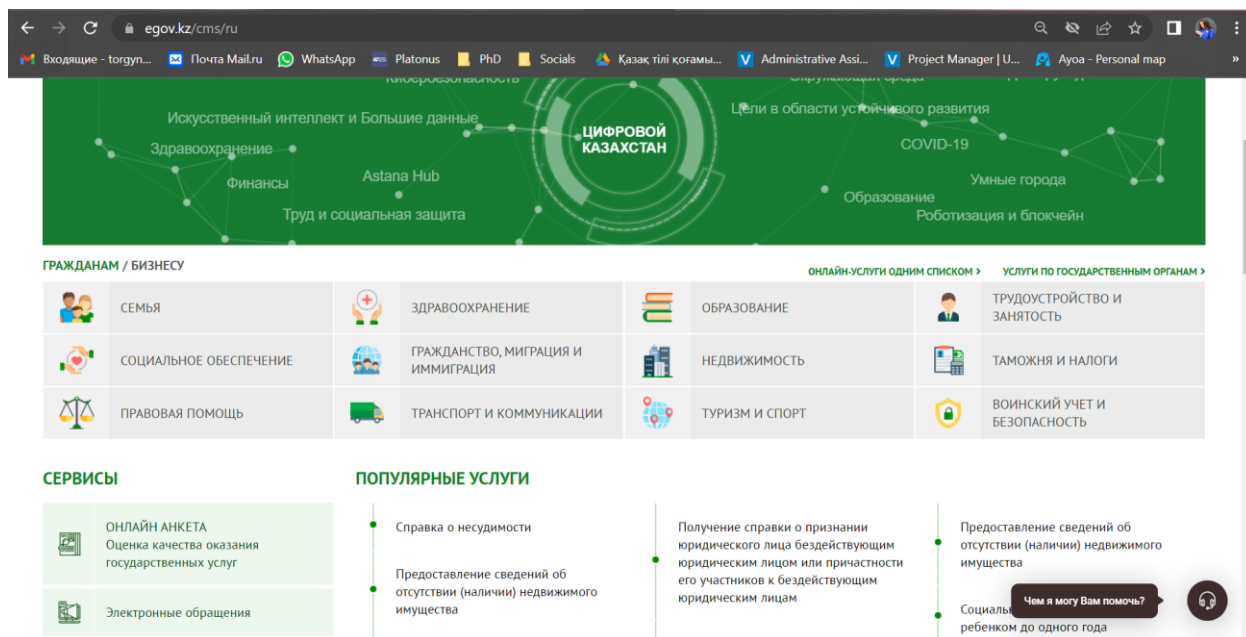 egov.kz/cms/ru
Входящие - torgyn...
Почта Mail.ru
WhatsApp
Platonus
PhD
Socials
Қазақ тілі қоғамы...
Administrative Assi...
Project Manager | U...
Ayoa - Personal map
»
Кибербезопасность
Окружающая среда
Искусственный интеллект и Большие данные
Цели в области устойчивого развития
ЦИФРОВОЙ
КАЗАХСТАН
Здравоохранение
COVID-19
Финансы
Astana Hub
Умные города
Образование
Труд и социальная защита
Роботизация и блокчейн
ГРАЖДАНАМ / БИЗНЕСУ
ОНЛАЙН-УСЛУГИ ОДНИМ СПИСКОМ >
УСЛУГИ ПО ГОСУДАРСТВЕННЫМ ОРГАНАМ >
СЕМЬЯ
ЗДРАВООХРАНЕНИЕ
ОБРАЗОВАНИЕ
ТРУДОУСТРОЙСТВО И
ЗАНЯТОСТЬ
СОЦИАЛЬНОЕ ОБЕСПЕЧЕНИЕ
ГРАЖДАНСТВО, МИГРАЦИЯ И
ИММИГРАЦИЯ
НЕДВИЖИМОСТЬ
ТАМОЖНЯ И НАЛОГИ
ПРАВОВАЯ ПОМОЩЬ
ТРАНСПОРТ И КОММУНИКАЦИИ
ТУРИЗМ И СПОРТ
ВОИНСКИЙ УЧЕТ И
БЕЗОПАСНОСТЬ
СЕРВИСЫ
ОНЛАЙН АНКЕТА
Оценка качества оказания
государственных услуг
Электронные обращения
ПОПУЛЯРНЫЕ УСЛУГИ
Справка о несудимости
Предоставление сведений об
отсутствии (наличии) недвижимого
имущества
Получение справки о признании
юридического лица бездействующим
юридическим лицом или причастности
его участников к бездействующим
юридическим лицам
Предоставление сведений об
отсутствии (наличии) недвижимого
имущества
ребенком до одного года
Чем я могу Вам помочь?